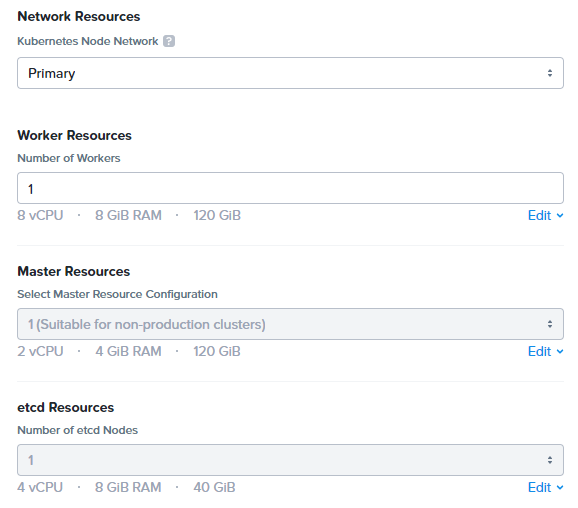 Network Resources
Kubernetes Node Network ?
Primary
Worker Resources
Number of Workers
1
8 vCPU · 8 GiB RAM · 120 GiB Edit
Master Resources
Select Master Resource Configuration
1 (Suitable for non-production clusters)
2 vCPU · 4 GiB RAM · 120 GiB Edit
etcd Resources
Number of etcd Nodes
1
4 vCPU · 8 GiB RAM · 40 GiB Edit